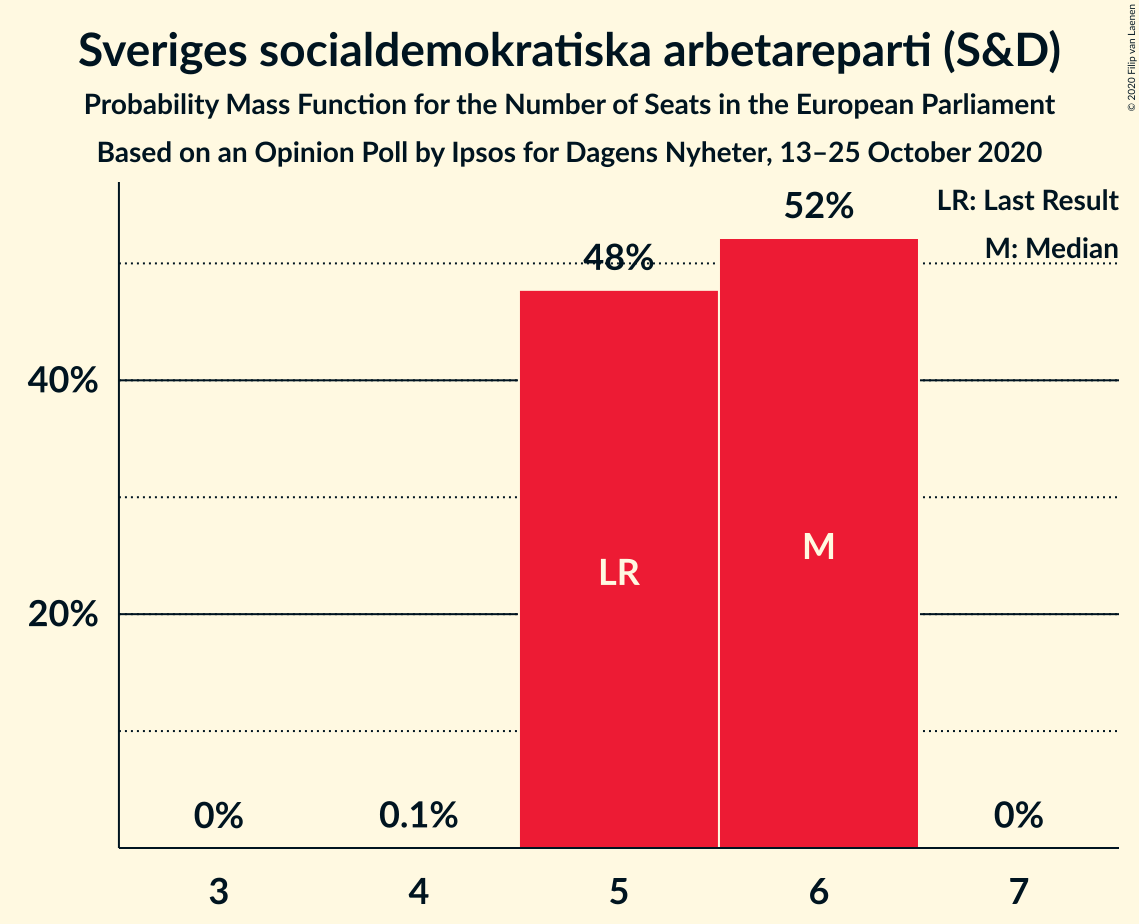 Sveriges socialdemokratiska arbetareparti (S&D)
Probability Mass Function for the Number of Seats in the European Parliament
Based on an Opinion Poll by Ipsos for Dagens Nyheter, 13–25 October 2020
© 2020 Filip van Laenen
LR: Last Result
M: Median
52%
48%
40%
20%
LR
M
0%
0.1%
0%
3 4 5 6 7